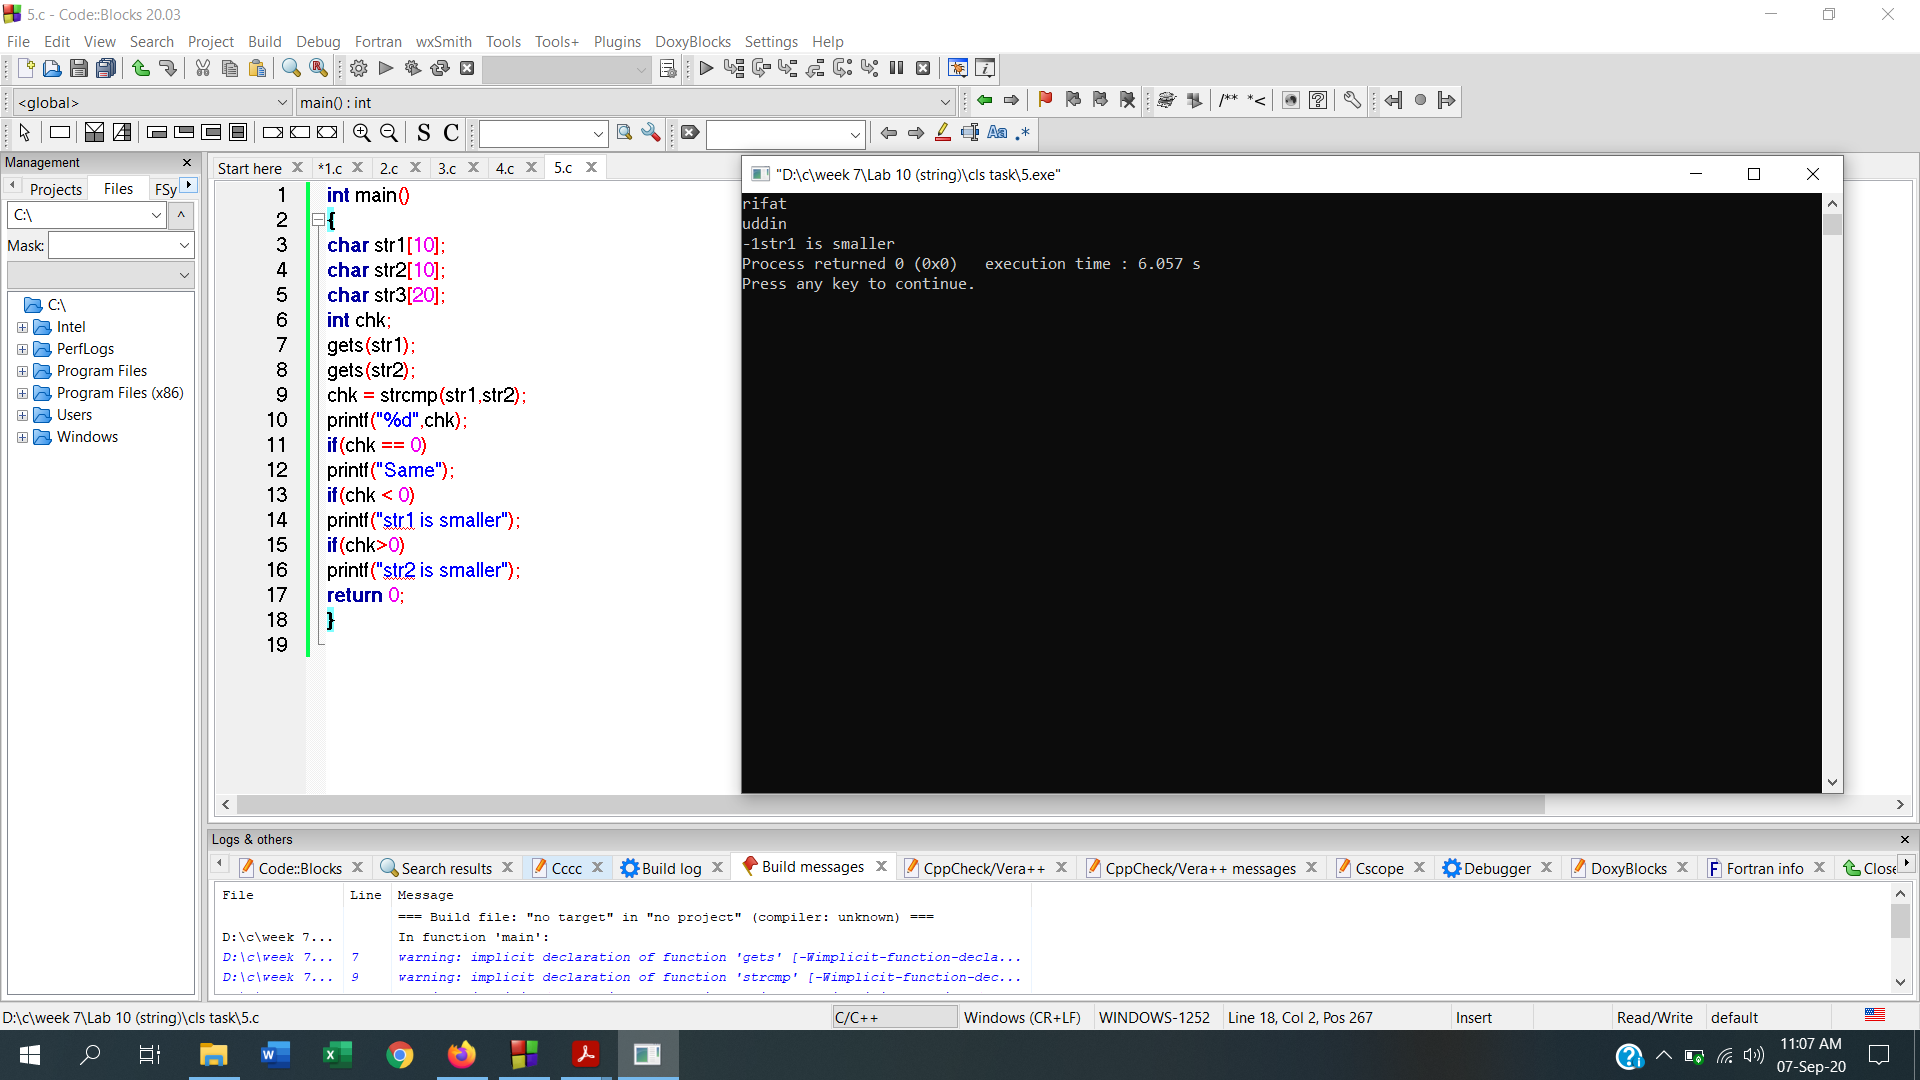 5.c - Code::Blocks 20.03
File Edit View Search Project Build Debug Fortran wxSmith Tools Tools+ Plugins DoxyBlocks Settings Help
<global> main() : int /** *<
S C Aa .*
Management
Projects Files FSy
C:\ ^
Mask:
C:\
Intel
PerfLogs
Program Files
Program Files (x86)
Users
Windows
Start here *1.c 2.c 3.c 4.c 5.c
1 int main()
2 {
3 char str1[10];
4 char str2[10];
5 char str3[20];
6 int chk;
7 gets(str1);
8 gets(str2);
9 chk = strcmp(str1,str2);
10 printf("%d",chk);
11 if(chk == 0)
12 printf("Same");
13 if(chk < 0)
14 printf("str1 is smaller");
15 if(chk>0)
16 printf("str2 is smaller");
17 return 0;
18 }
19
"D:\c\week 7\Lab 10 (string)\cls task\5.exe"
rifat
uddin
-1str1 is smaller
Process returned 0 (0x0)   execution time : 6.057 s
Press any key to continue.
Logs & others
Code::Blocks Search results Cccc Build log Build messages CppCheck/Vera++ CppCheck/Vera++ messages Cscope Debugger DoxyBlocks Fortran info Close
File Line Message
=== Build file: "no target" in "no project" (compiler: unknown) ===
D:\c\week 7... In function 'main':
D:\c\week 7... 7 warning: implicit declaration of function 'gets' [-Wimplicit-function-decla...
D:\c\week 7... 9 warning: implicit declaration of function 'strcmp' [-Wimplicit-function-dec...
D:\c\week 7\Lab 10 (string)\cls task\5.c C/C++ Windows (CR+LF) WINDOWS-1252 Line 18, Col 2, Pos 267 Insert Read/Write default
11:07 AM
07-Sep-20